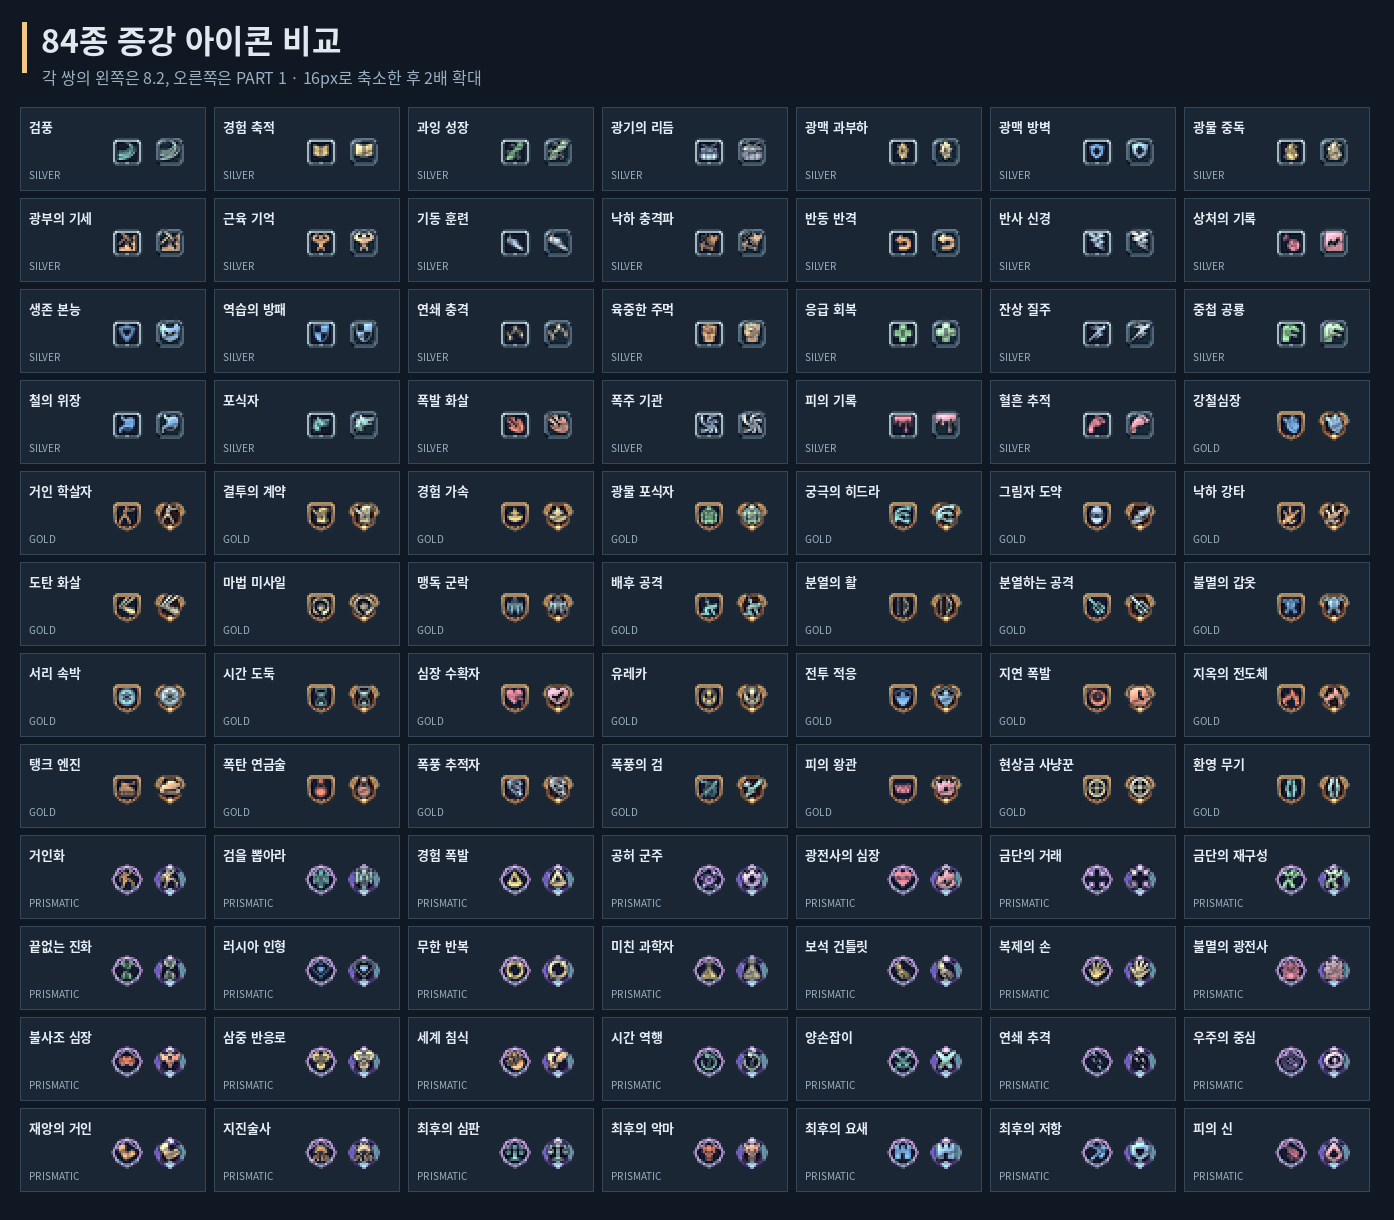 84종 증강 아이콘 비교
각 쌍의 왼쪽은 8.2, 오른쪽은 PART 1 · 16px로 축소한 후 2배 확대
검풍 경험 축적 과잉 성장 광기의 리듬 광맥 과부하 광맥 방벽 광물 중독
SILVER SILVER SILVER SILVER SILVER SILVER SILVER
광부의 기세 근육 기억 기동 훈련 낙하 충격파 반동 반격 반사 신경 상처의 기록
SILVER SILVER SILVER SILVER SILVER SILVER SILVER
생존 본능 역습의 방패 연쇄 충격 육중한 주먹 응급 회복 잔상 질주 중첩 공룡
SILVER SILVER SILVER SILVER SILVER SILVER SILVER
철의 위장 포식자 폭발 화살 폭주 기관 피의 기록 혈흔 추적 강철심장
SILVER SILVER SILVER SILVER SILVER SILVER GOLD
거인 학살자 결투의 계약 경험 가속 광물 포식자 궁극의 히드라 그림자 도약 낙하 강타
GOLD GOLD GOLD GOLD GOLD GOLD GOLD
도탄 화살 마법 미사일 맹독 군락 배후 공격 분열의 활 분열하는 공격 불멸의 갑옷
GOLD GOLD GOLD GOLD GOLD GOLD GOLD
서리 속박 시간 도둑 심장 수확자 유레카 전투 적응 지연 폭발 지옥의 전도체
GOLD GOLD GOLD GOLD GOLD GOLD GOLD
탱크 엔진 폭탄 연금술 폭풍 추적자 폭풍의 검 피의 왕관 현상금 사냥꾼 환영 무기
GOLD GOLD GOLD GOLD GOLD GOLD GOLD
거인화 검을 뽑아라 경험 폭발 공허 군주 광전사의 심장 금단의 거래 금단의 재구성
PRISMATIC PRISMATIC PRISMATIC PRISMATIC PRISMATIC PRISMATIC PRISMATIC
끝없는 진화 러시아 인형 무한 반복 미친 과학자 보석 건틀릿 복제의 손 불멸의 광전사
PRISMATIC PRISMATIC PRISMATIC PRISMATIC PRISMATIC PRISMATIC PRISMATIC
불사조 심장 삼중 반응로 세계 침식 시간 역행 양손잡이 연쇄 추격 우주의 중심
PRISMATIC PRISMATIC PRISMATIC PRISMATIC PRISMATIC PRISMATIC PRISMATIC
재앙의 거인 지진술사 최후의 심판 최후의 악마 최후의 요새 최후의 저항 피의 신
PRISMATIC PRISMATIC PRISMATIC PRISMATIC PRISMATIC PRISMATIC PRISMATIC